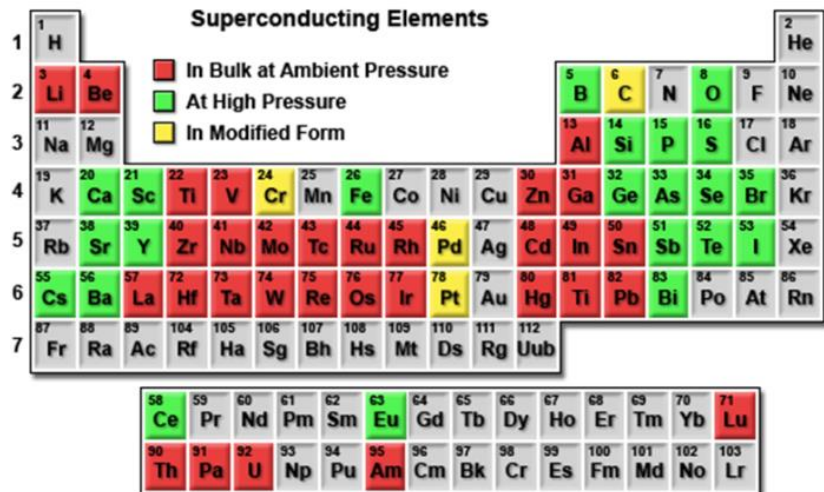 Superconducting Elements
In Bulk at Ambient Pressure
At High Pressure
In Modified Form
1 1 H 2 He
2 3 Li 4 Be 5 B 6 C 7 N 8 O 9 F 10 Ne
3 11 Na 12 Mg 13 Al 14 Si 15 P 16 S 17 Cl 18 Ar
4 19 K 20 Ca 21 Sc 22 Ti 23 V 24 Cr 25 Mn 26 Fe 27 Co 28 Ni 29 Cu 30 Zn 31 Ga 32 Ge 33 As 34 Se 35 Br 36 Kr
5 37 Rb 38 Sr 39 Y 40 Zr 41 Nb 42 Mo 43 Tc 44 Ru 45 Rh 46 Pd 47 Ag 48 Cd 49 In 50 Sn 51 Sb 52 Te 53 I 54 Xe
6 55 Cs 56 Ba 57 La 72 Hf 73 Ta 74 W 75 Re 76 Os 77 Ir 78 Pt 79 Au 80 Hg 81 Ti 82 Pb 83 Bi 84 Po 85 At 86 Rn
7 87 Fr 88 Ra 89 Ac 104 Rf 105 Ha 106 Sg 107 Bh 108 Hs 109 Mt 110 Ds 111 Rg 112 Uub
58 Ce 59 Pr 60 Nd 61 Pm 62 Sm 63 Eu 64 Gd 65 Tb 66 Dy 67 Ho 68 Er 69 Tm 70 Yb 71 Lu
90 Th 91 Pa 92 U 93 Np 94 Pu 95 Am 96 Cm 97 Bk 98 Cr 99 Es 100 Fm 101 Md 102 No 103 Lr